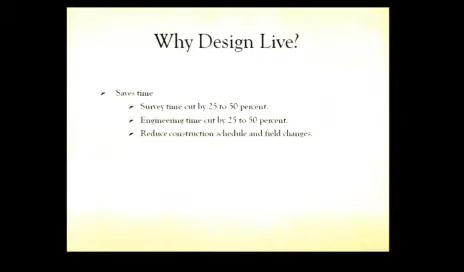 Why Design Live?
Saves time
Survey time cut by 25 to 50 percent.
Engineering time cut by 25 to 50 percent.
Reduce construction schedule and field changes.